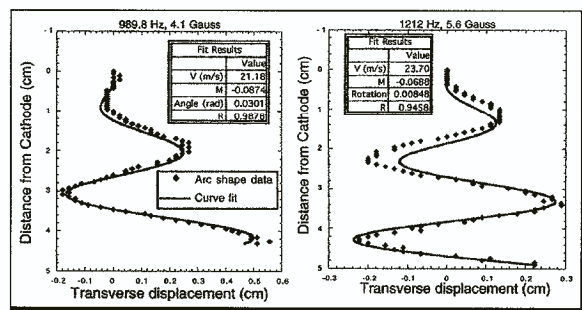 989.8 Hz, 4.1 Gauss
Distance from Cathode (cm)
-1
0
1
2
3
4
5
Fit Results
Value
V (m/s) 21.18
M -0.0874
Angle (rad) 0.0301
R 0.9878
Arc shape data
Curve fit
-0.2 -0.1 0 0.1 0.2 0.3 0.4 0.5 0.6
Transverse displacement (cm)
1212 Hz, 5.6 Gauss
Distance from Cathode (cm)
-1
0
1
2
3
4
5
Fit Results
Value
V (m/s) 23.70
M -0.0688
Rotation 0.00848
R 0.9458
-0.3 -0.2 -0.1 0 0.1 0.2 0.3
Transverse displacement (cm)